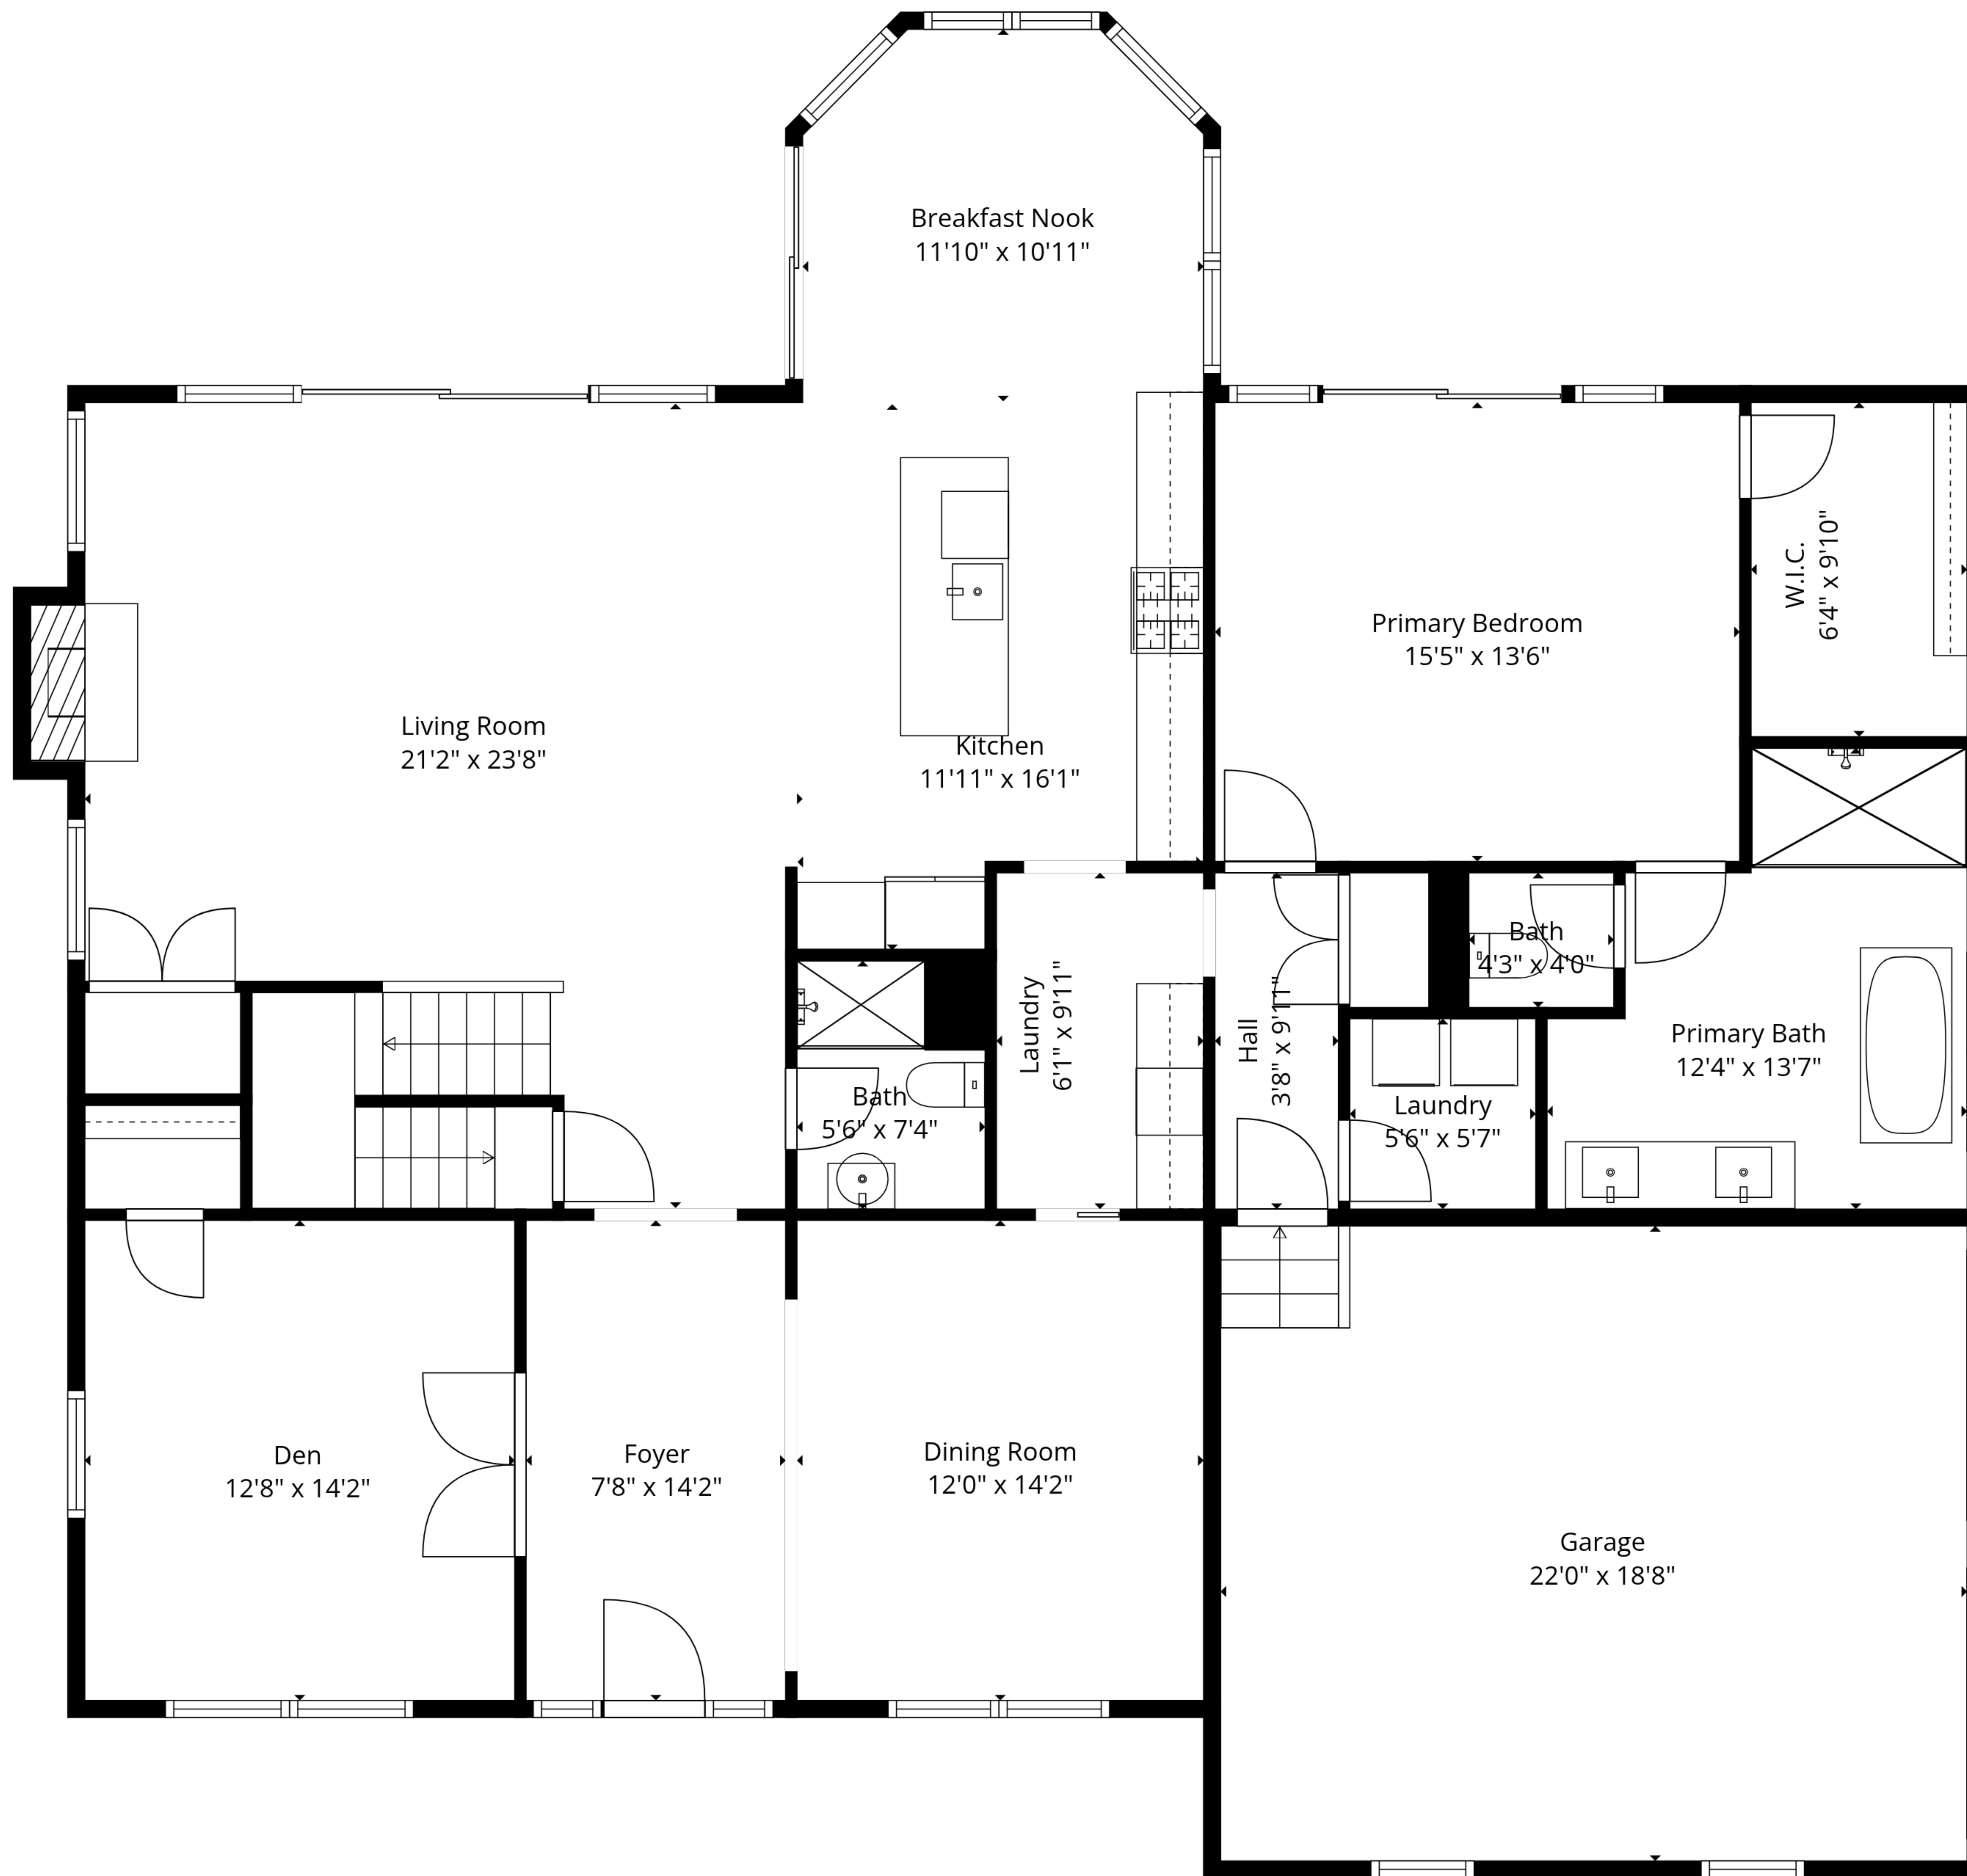 Breakfast Nook
11'10" x 10'11"
Primary Bedroom
15'5" x 13'6"
W.I.C.
6'4" x 9'10"
Living Room
21'2" x 23'8"
Kitchen
11'11" x 16'1"
Bath
4'3" x 4'0"
Laundry
6'1" x 9'11"
Hall
3'8" x 9'11"
Primary Bath
12'4" x 13'7"
Bath
5'6" x 7'4"
Laundry
5'6" x 5'7"
Den
12'8" x 14'2"
Foyer
7'8" x 14'2"
Dining Room
12'0" x 14'2"
Garage
22'0" x 18'8"